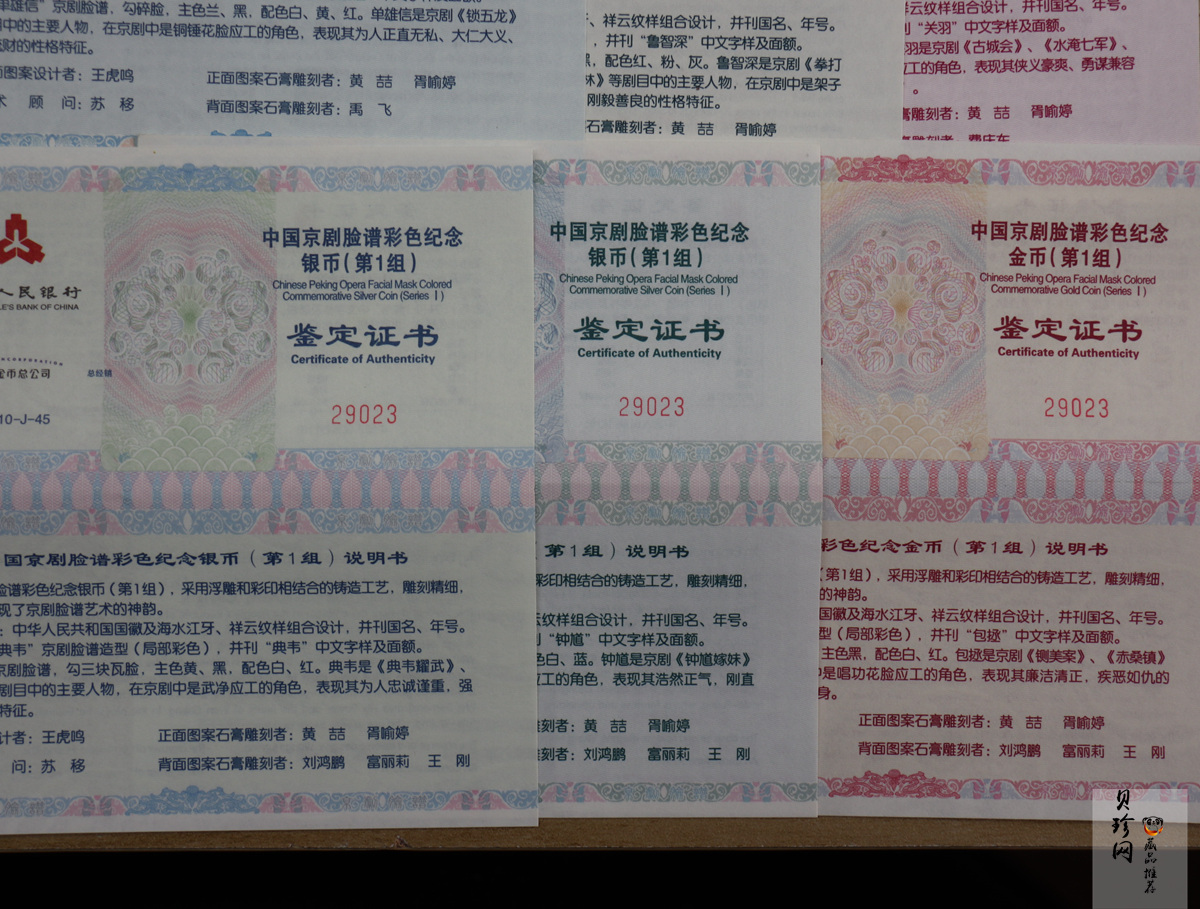 单雄信”京剧脸谱，勾碎脸，主色兰、黑，配色白、黄、红。单雄信是京剧《锁五龙》
中的主要人物，在京剧中是铜锤花脸应工的角色，表现其为人正直无私、大仁大义、
财的性格特征。
面图案设计者：王虎鸣
正面图案石膏雕刻者：黄 喆 胥喻婷
术 顾 问：苏 移
背面图案石膏雕刻者：禹 飞
、祥云纹样组合设计，并刊国名、年号。
，并刊“鲁智深”中文字样及面额。
，配色红、粉、灰。鲁智深是京剧《拳打
林》等剧目中的主要人物，在京剧中是架子
刚毅善良的性格特征。
石膏雕刻者：黄 喆 胥喻婷
云纹样组合设计，并刊国名、年号。
“关羽”中文字样及面额。
羽是京剧《古城会》、《水淹七军》、
工的角色，表现其侠义豪爽、勇谋兼容
。
膏雕刻者：黄 喆 胥喻婷
费庆东
人民银行
LE'S BANK OF CHINA
CORPORATION
金币总公司
总经销
10-J-45
中国京剧脸谱彩色纪念
银币（第1组）
Chinese Peking Opera Facial Mask Colored
Commemorative Silver Coin (Series Ⅰ)
鉴定证书
Certificate of Authenticity
29023
国京剧脸谱彩色纪念银币（第1组）说明书
脸谱彩色纪念银币（第1组），采用浮雕和彩印相结合的铸造工艺，雕刻精细，
现了京剧脸谱艺术的神韵。
：中华人民共和国国徽及海水江牙、祥云纹样组合设计，并刊国名、年号。
典韦”京剧脸谱造型（局部彩色），并刊“典韦”中文字样及面额。
京剧脸谱，勾三块瓦脸，主色黄、黑，配色白、红。典韦是《典韦耀武》、
剧目中的主要人物，在京剧中是武净应工的角色，表现其为人忠诚谨重，强
特征。
计者：王虎鸣
正面图案石膏雕刻者：黄 喆 胥喻婷
问：苏 移
背面图案石膏雕刻者：刘鸿鹏 富丽莉 王 刚
中国京剧脸谱彩色纪念
银币（第1组）
Chinese Peking Opera Facial Mask Colored
Commemorative Silver Coin (Series Ⅰ)
鉴定证书
Certificate of Authenticity
29023
第1组）说明书
彩印相结合的铸造工艺，雕刻精细，
云纹样组合设计，并刊国名、年号。
“钟馗”中文字样及面额。
色白、蓝。钟馗是京剧《钟馗嫁妹》
工的角色，表现其浩然正气，刚直
刻者：黄 喆 胥喻婷
雕刻者：刘鸿鹏 富丽莉 王 刚
中国京剧脸谱彩色纪念
金币（第1组）
Chinese Peking Opera Facial Mask Colored
Commemorative Gold Coin (Series Ⅰ)
鉴定证书
Certificate of Authenticity
29023
彩色纪念金币（第1组）说明书
（第1组），采用浮雕和彩印相结合的铸造工艺，雕刻精细，
的神韵。
国徽及海水江牙、祥云纹样组合设计，并刊国名、年号。
型（局部彩色），并刊“包拯”中文字样及面额。
主色黑，配色白、红。包拯是京剧《铡美案》、《赤桑镇》
中是唱功花脸应工的角色，表现其廉洁清正，疾恶如仇的
身。
正面图案石膏雕刻者：黄 喆 胥喻婷
背面图案石膏雕刻者：刘鸿鹏 富丽莉 王 刚
贝珍网
藏品推荐